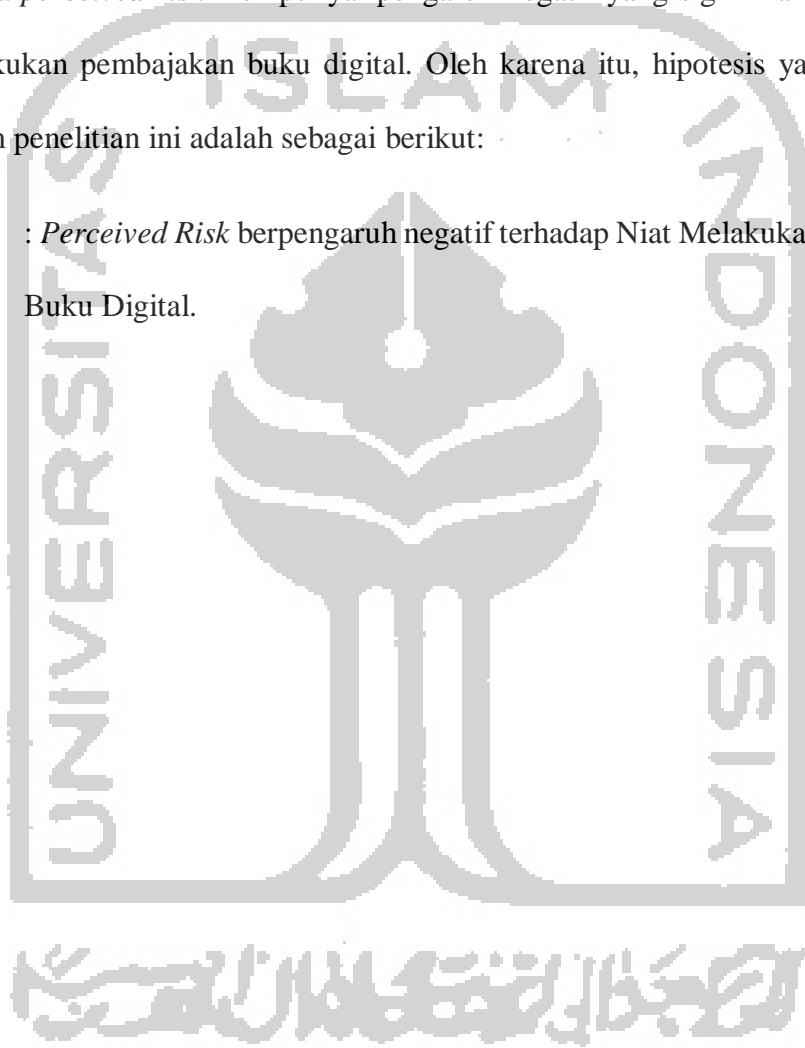 kukan pembajakan buku digital. Oleh karena itu, hipotesis ya
n penelitian ini adalah sebagai berikut:
: Perceived Risk berpengaruh negatif terhadap Niat Melakuka
Buku Digital.
ISLAM
UNIVERSITAS
INDONESIA